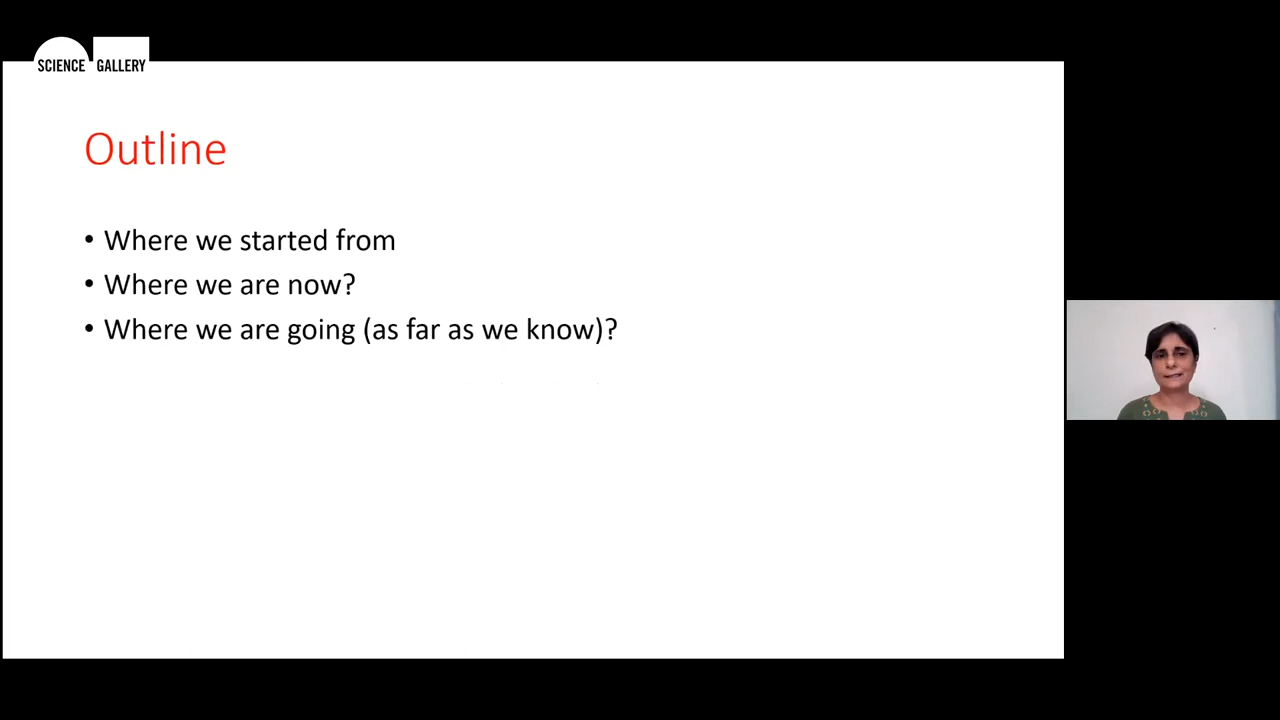 SCIENCE GALLERY
Outline
• Where we started from
• Where we are now?
• Where we are going (as far as we know)?